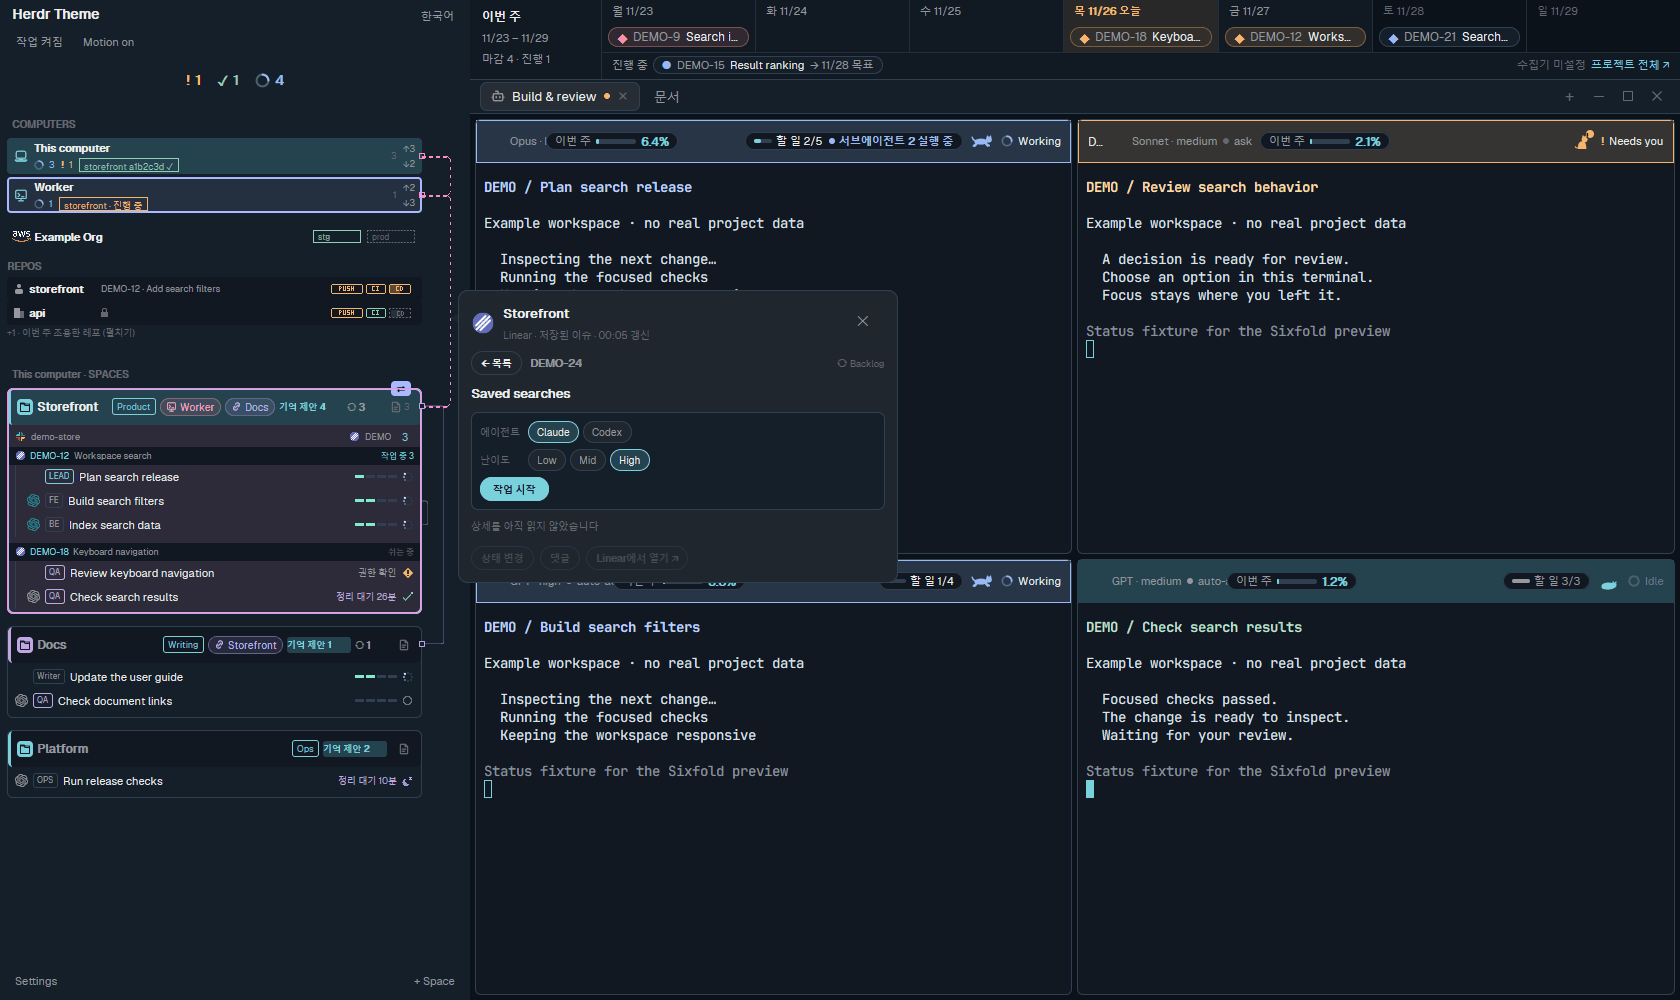 Herdr Theme
한국어
작업 켜짐 Motion on
! 1 ✓ 1 4
COMPUTERS
This computer
3 ! 1 storefront a1b2c3d ✓
3 ↑3 ↓2
Worker
1 storefront · 진행 중
1 ↑2 ↓3
aws Example Org stg prod
REPOS
storefront DEMO-12 · Add search filters PUSH CI CD
api PUSH CI CD
+1 · 이번 주 조용한 레포 (펼치기)
This computer · SPACES
Storefront Product Worker Docs 기억 제안 4 3 3
demo-store DEMO 3
DEMO-12 Workspace search 작업 중 3
LEAD Plan search release
FE Build search filters
BE Index search data
DEMO-18 Keyboard navigation 쉬는 중
QA Review keyboard navigation 권한 확인
QA Check search results 정리 대기 26분
Docs Writing Storefront 기억 제안 1 1
Writer Update the user guide
QA Check document links
Platform Ops 기억 제안 2
OPS Run release checks 정리 대기 10분
Settings + Space
이번 주
11/23 – 11/29
마감 4 · 진행 1
월 11/23 화 11/24 수 11/25 목 11/26 오늘 금 11/27 토 11/28 일 11/29
DEMO-9 Search i... DEMO-18 Keyboa... DEMO-12 Works... DEMO-21 Search...
진행 중 DEMO-15 Result ranking → 11/28 목표
수집기 미설정 프로젝트 전체 ↗
Build & review 문서
Opus · 이번 주 6.4% 할 일 2/5 서브에이전트 2 실행 중 Working
DEMO / Plan search release
Example workspace · no real project data
Inspecting the next change…
Running the focused checks
D... Sonnet · medium ask 이번 주 2.1% ! Needs you
DEMO / Review search behavior
Example workspace · no real project data
A decision is ready for review.
Choose an option in this terminal.
Focus stays where you left it.
Status fixture for the Sixfold preview
Storefront
Linear · 저장된 이슈 · 00:05 갱신
← 목록 DEMO-24 Backlog
Saved searches
에이전트 Claude Codex
난이도 Low Mid High
작업 시작
상세를 아직 읽지 않았습니다
상태 변경 댓글 Linear에서 열기 ↗
할 일 1/4 Working
DEMO / Build search filters
Example workspace · no real project data
Inspecting the next change…
Running the focused checks
Keeping the workspace responsive
Status fixture for the Sixfold preview
GPT · medium auto- 이번 주 1.2% 할 일 3/3 Idle
DEMO / Check search results
Example workspace · no real project data
Focused checks passed.
The change is ready to inspect.
Waiting for your review.
Status fixture for the Sixfold preview